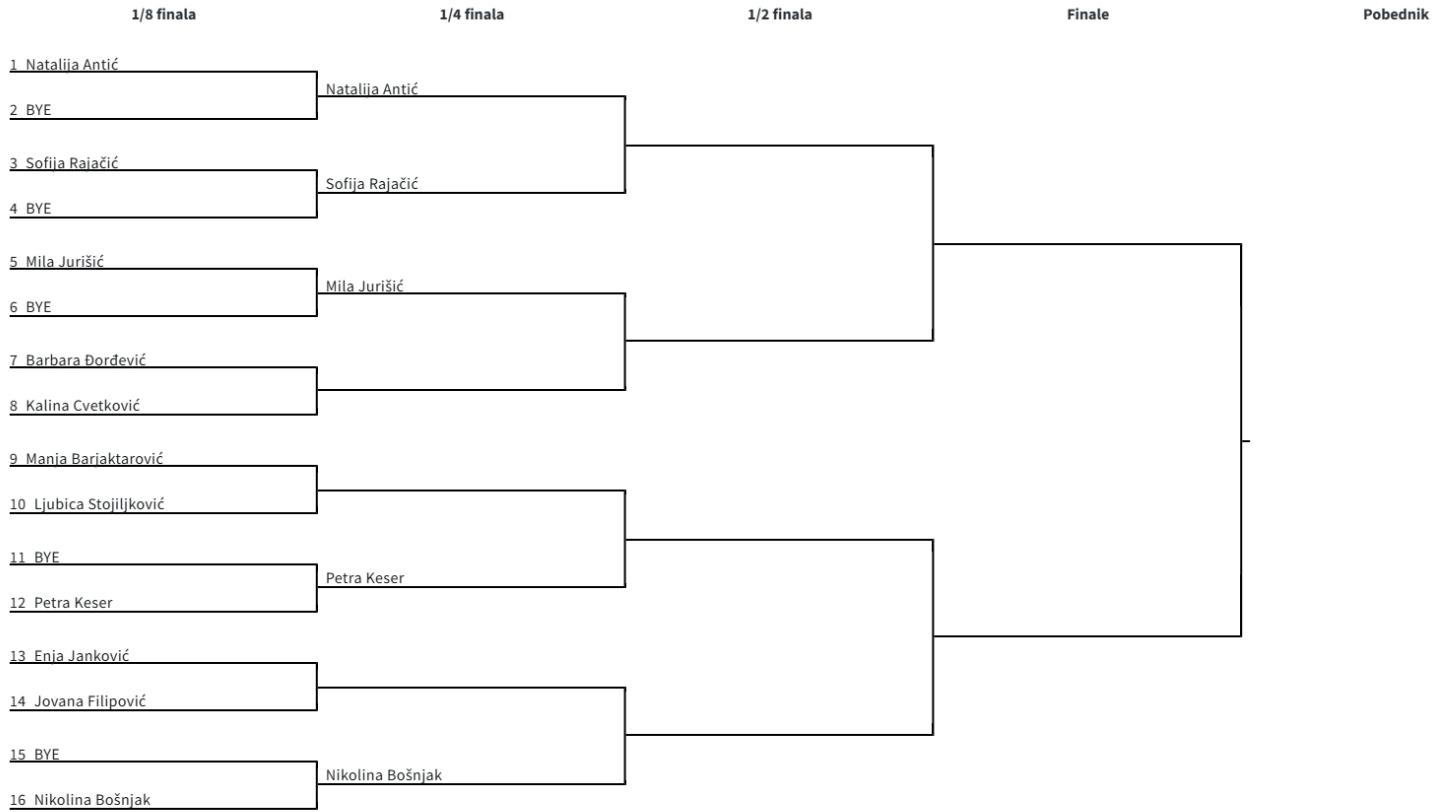 1/8 finala
1/4 finala
1/2 finala
Finale
Pobednik
1 Natalija Antić
2 BYE
3 Sofija Rajačić
4 BYE
5 Mila Jurišić
6 BYE
7 Barbara Đorđević
8 Kalina Cvetković
9 Manja Barjaktarović
10 Ljubica Stojiljković
11 BYE
12 Petra Keser
13 Enja Janković
14 Jovana Filipović
15 BYE
16 Nikolina Bošnjak
Natalija Antić
Sofija Rajačić
Mila Jurišić
Petra Keser
Nikolina Bošnjak